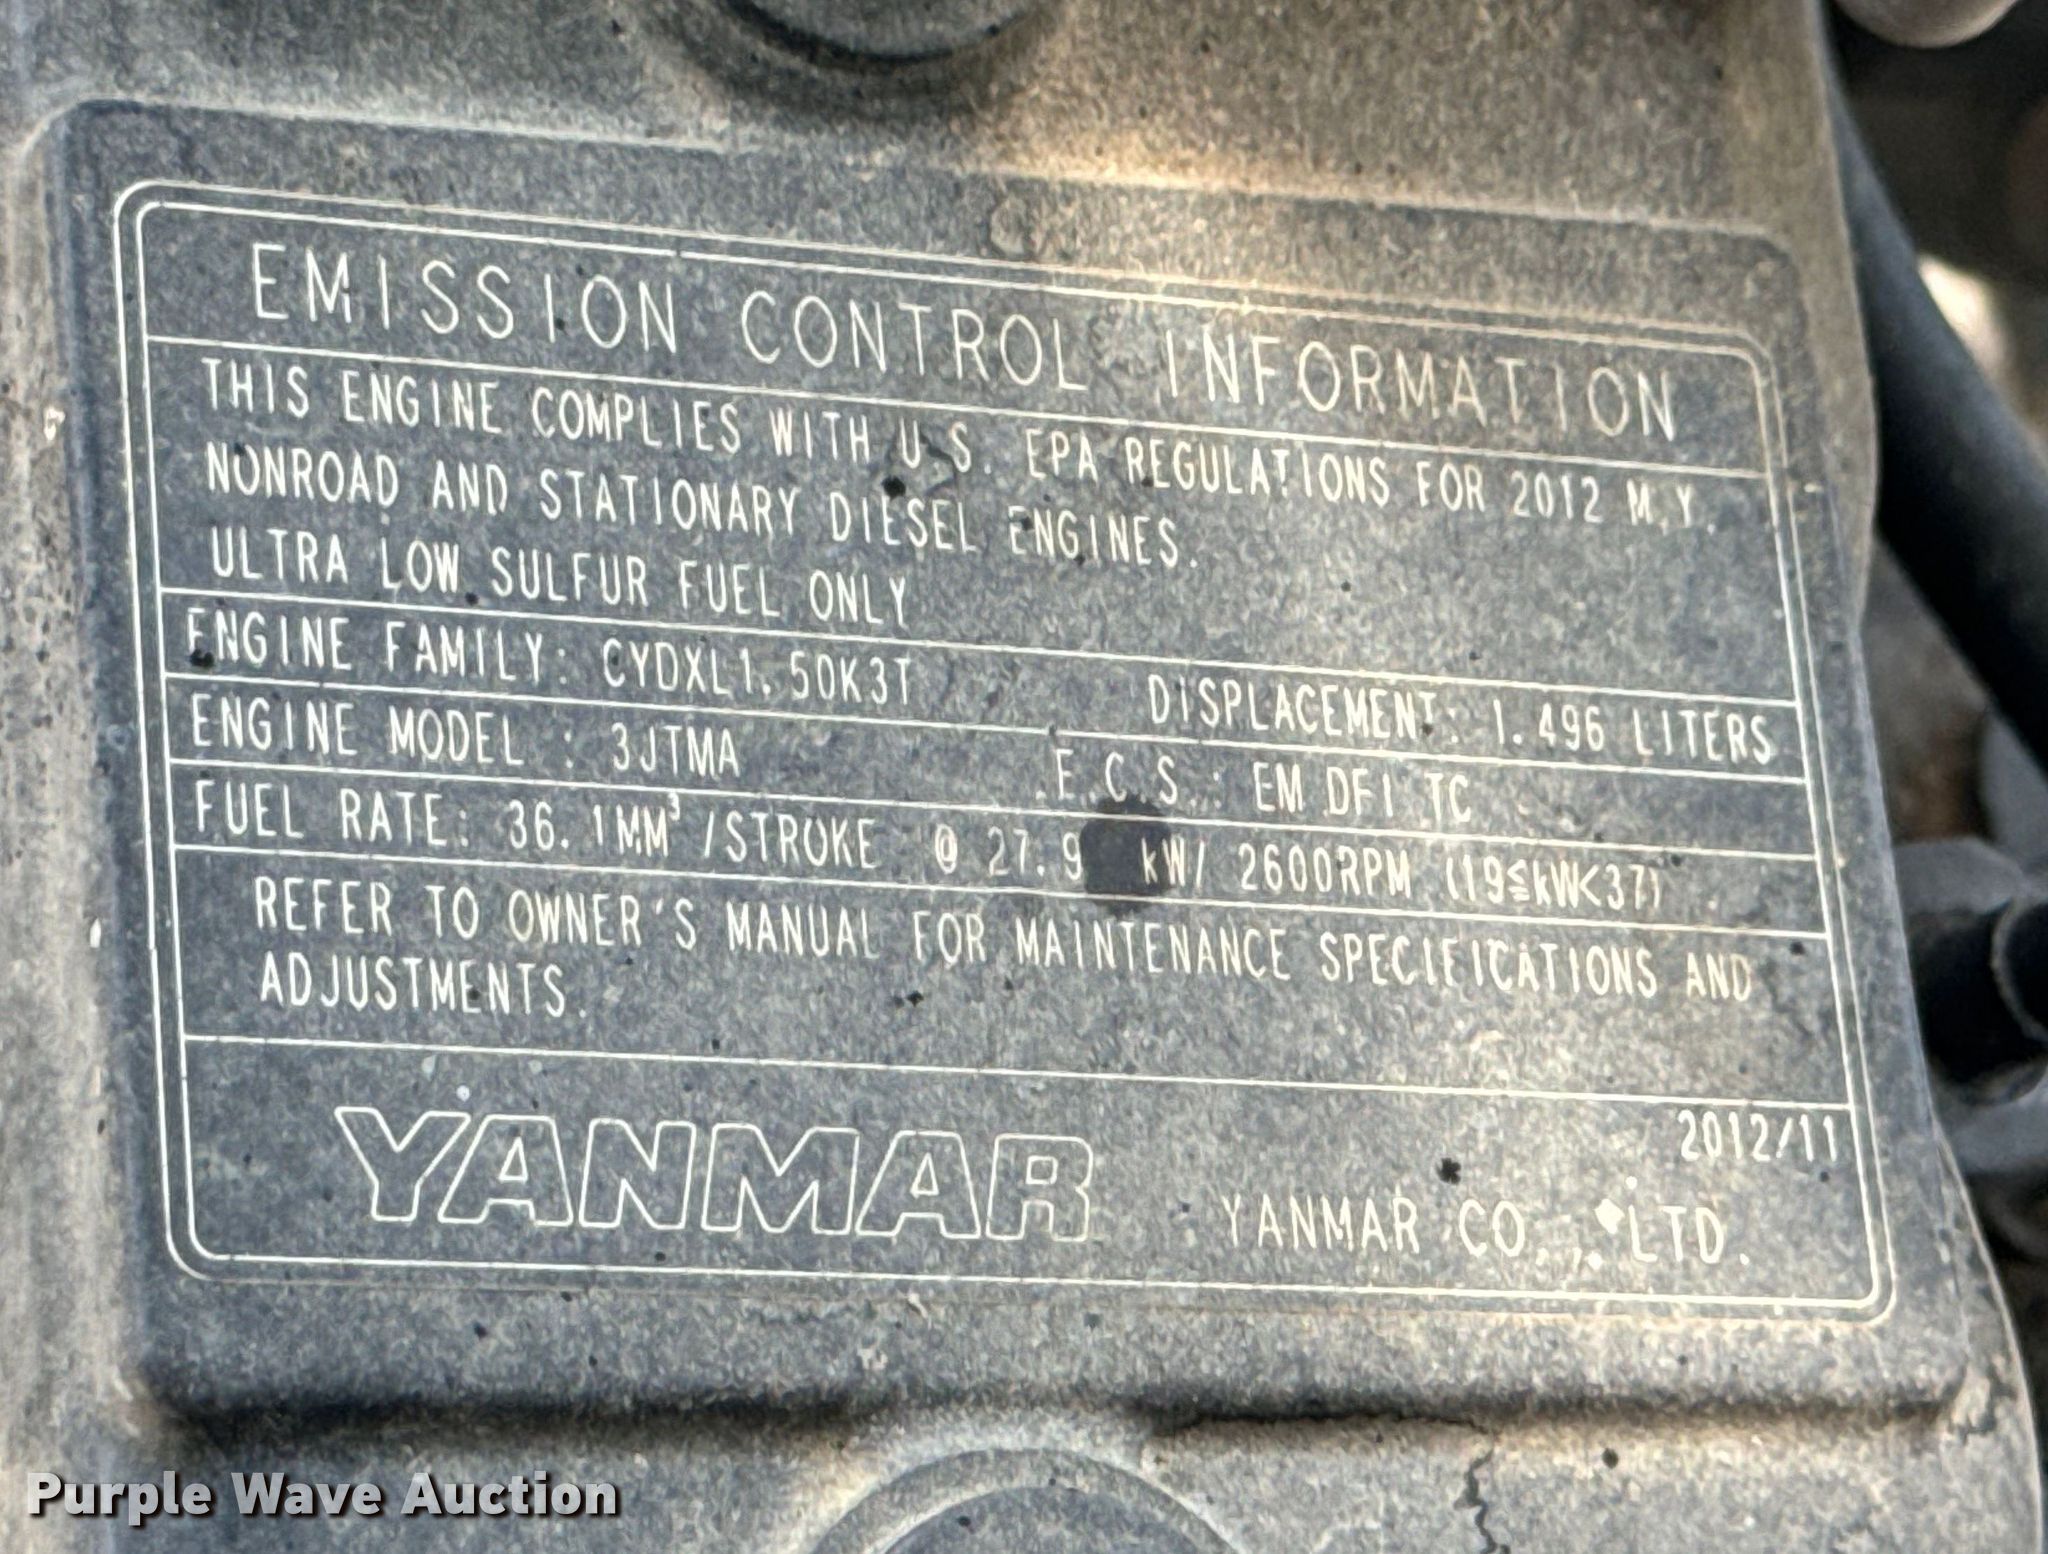 EMISSION CONTROL INFORMATION
THIS ENGINE COMPLIES WITH U.S. EPA REGULATIONS FOR 2012 M.Y.
NONROAD AND STATIONARY DIESEL ENGINES.
ULTRA LOW SULFUR FUEL ONLY
ENGINE FAMILY: CYDXL1.50K3T DISPLACEMENT: 1.496 LITERS
ENGINE MODEL : 3JTMA E.C.S.: EM DFI TC
FUEL RATE: 36.1MM³/STROKE @ 27.9 kW/ 2600RPM (19≦kW<37)
REFER TO OWNER'S MANUAL FOR MAINTENANCE SPECIFICATIONS AND
ADJUSTMENTS.
2012/11
YANMAR YANMAR CO., LTD.
Purple Wave Auction